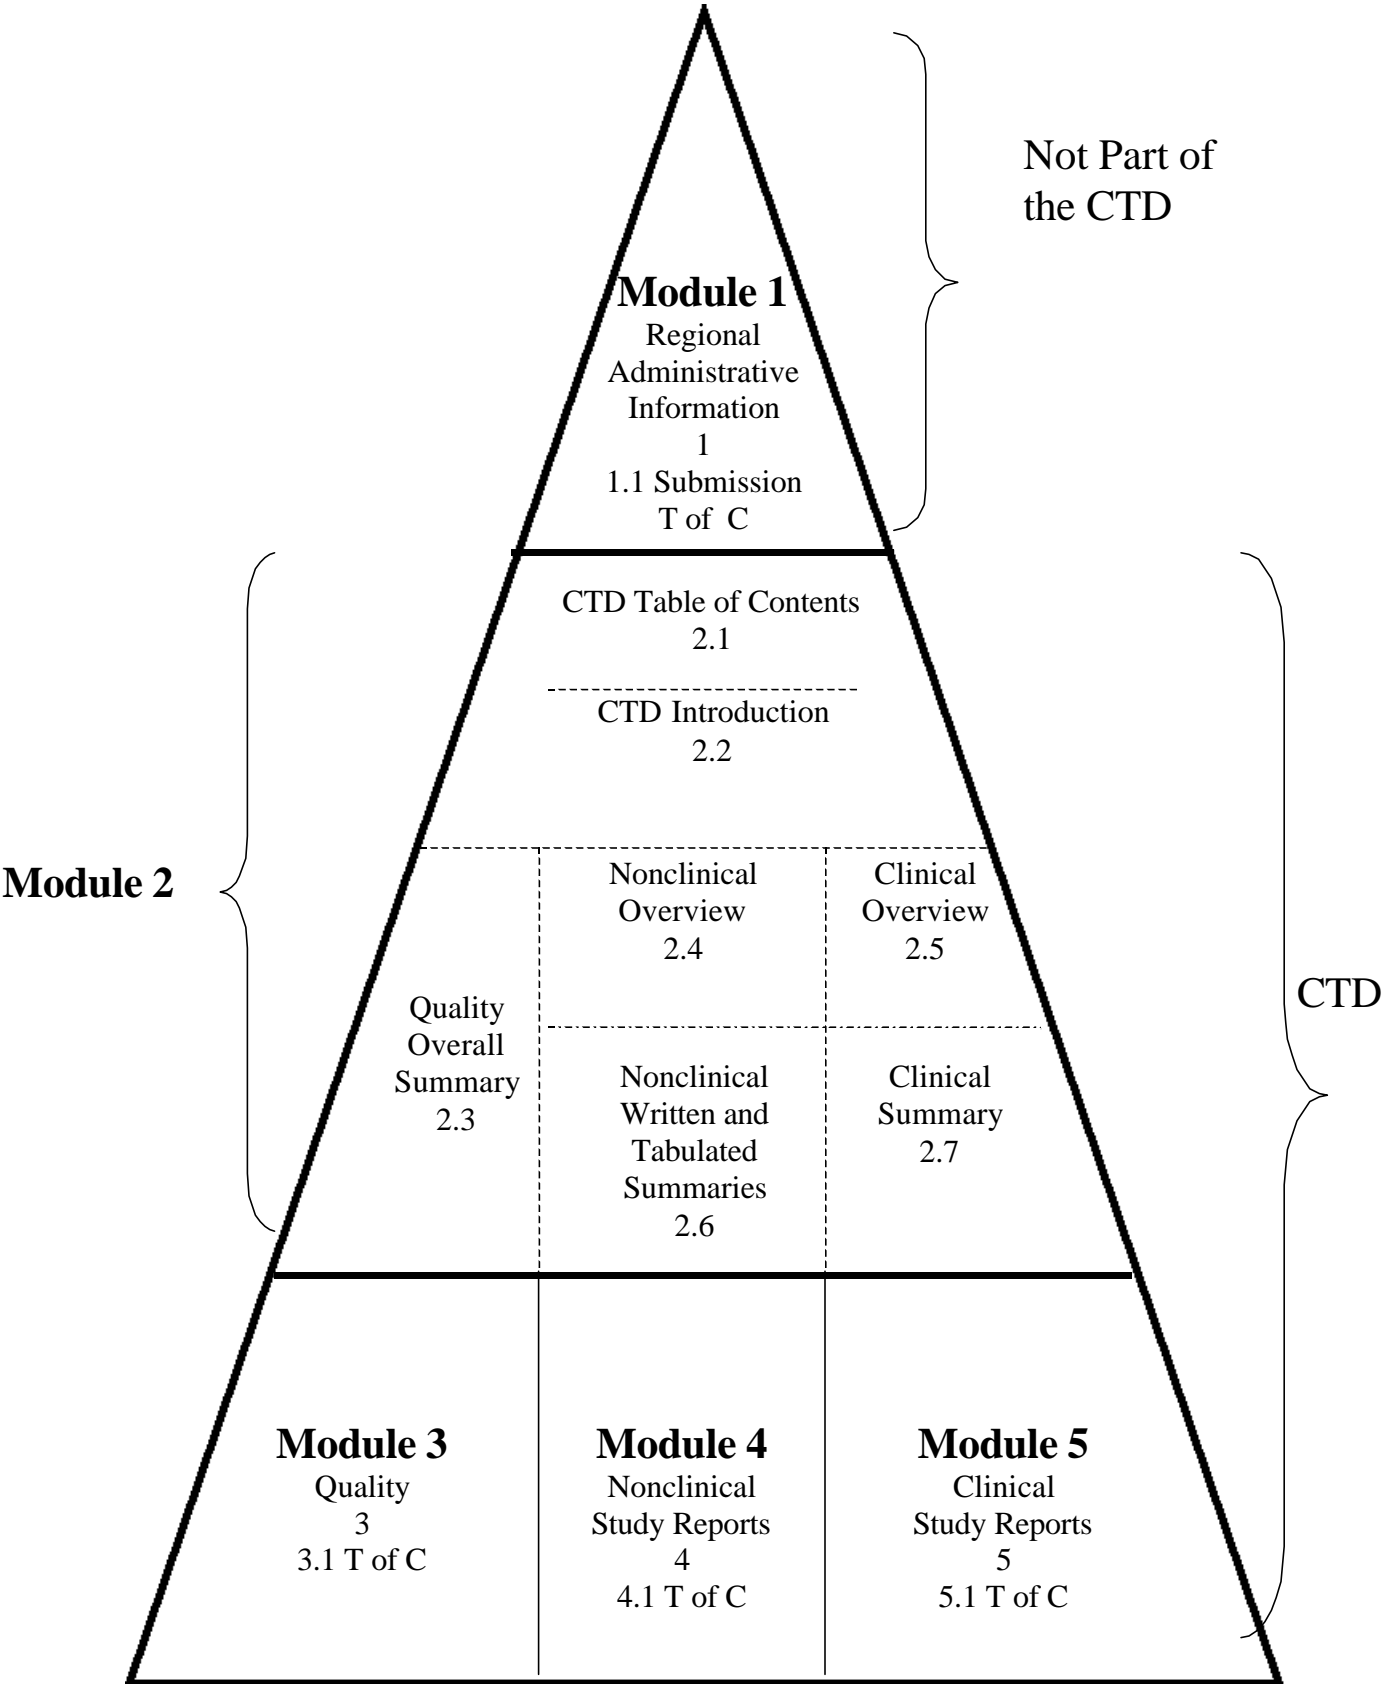 Not Part of
the CTD
Module 1
Regional
Administrative
Information
1
1.1 Submission
T of C
CTD Table of Contents
2.1
CTD Introduction
2.2
Module 2
Nonclinical
Overview
2.4
Clinical
Overview
2.5
CTD
Quality
Overall
Summary
2.3
Nonclinical
Written and
Tabulated
Summaries
2.6
Clinical
Summary
2.7
Module 3
Quality
3
3.1 T of C
Module 4
Nonclinical
Study Reports
4
4.1 T of C
Module 5
Clinical
Study Reports
5
5.1 T of C